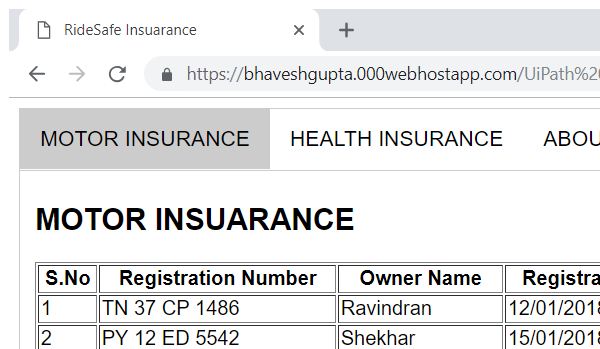 RideSafe Insuarance
https://bhaveshgupta.000webhostapp.com/UiPath%20
MOTOR INSURANCE HEALTH INSURANCE ABOU
MOTOR INSUARANCE
S.No Registration Number Owner Name Registra
1 TN 37 CP 1486 Ravindran 12/01/2018
2 PY 12 ED 5542 Shekhar 15/01/2018